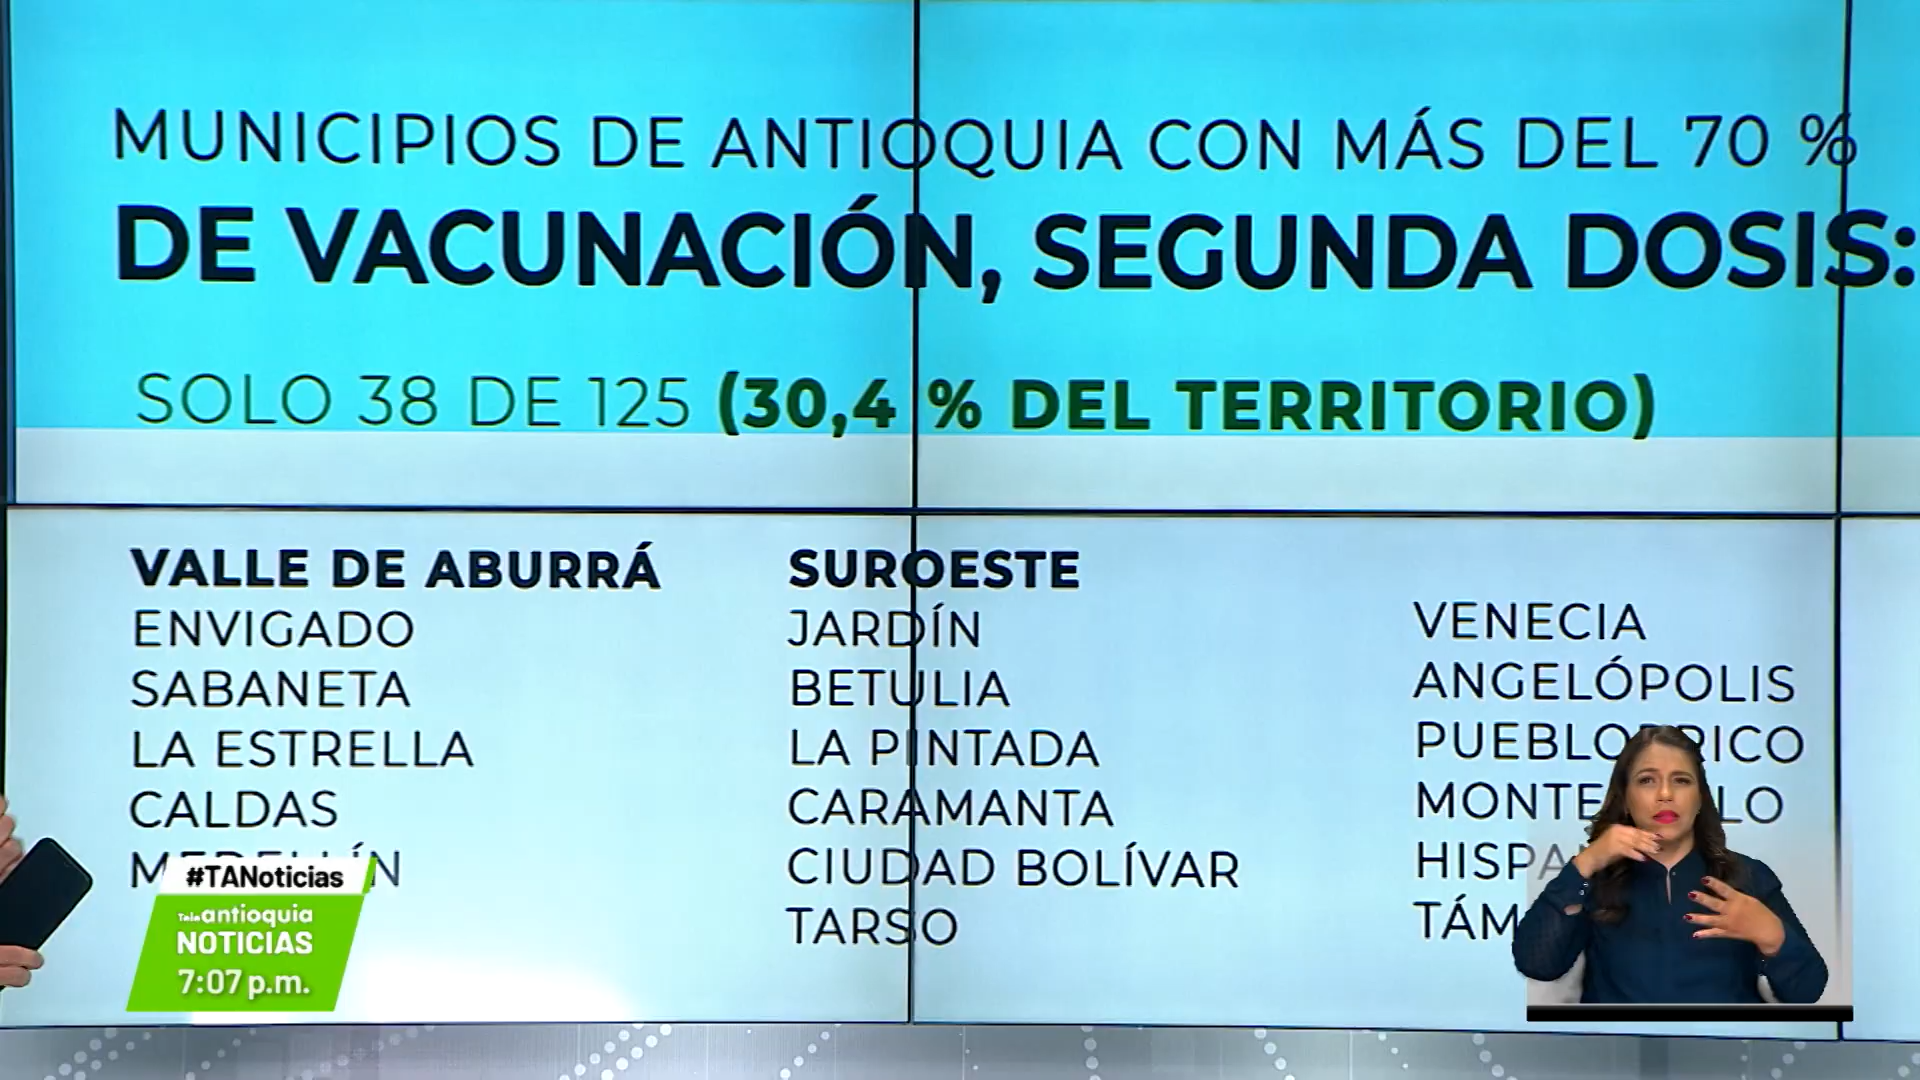 MUNICIPIOS DE ANTIOQUIA CON MÁS DEL 70 %
DE VACUNACIÓN, SEGUNDA DOSIS:
SOLO 38 DE 125 (30,4 % DEL TERRITORIO)
VALLE DE ABURRÁ
ENVIGADO
SABANETA
LA ESTRELLA
CALDAS
SUROESTE
JARDÍN
BETULIA
LA PINTADA
CARAMANTA
CIUDAD BOLÍVAR
TARSO
VENECIA
ANGELÓPOLIS
PUEBLORRICO
#TANoticias
Teleantioquia
NOTICIAS
7:07 p.m.